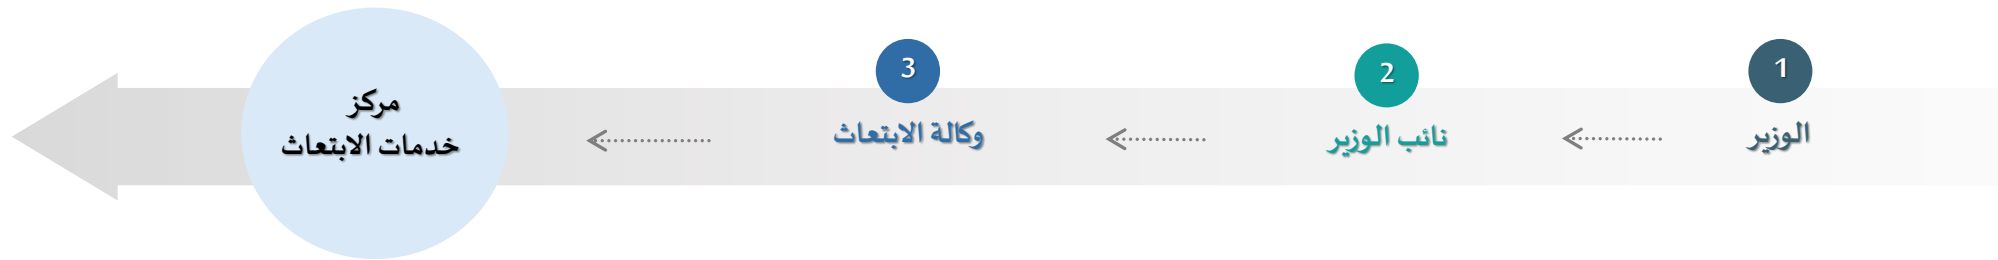 1
الوزير
2
نائب الوزير
3
وكالة الابتعاث
مركز
خدمات الابتعاث